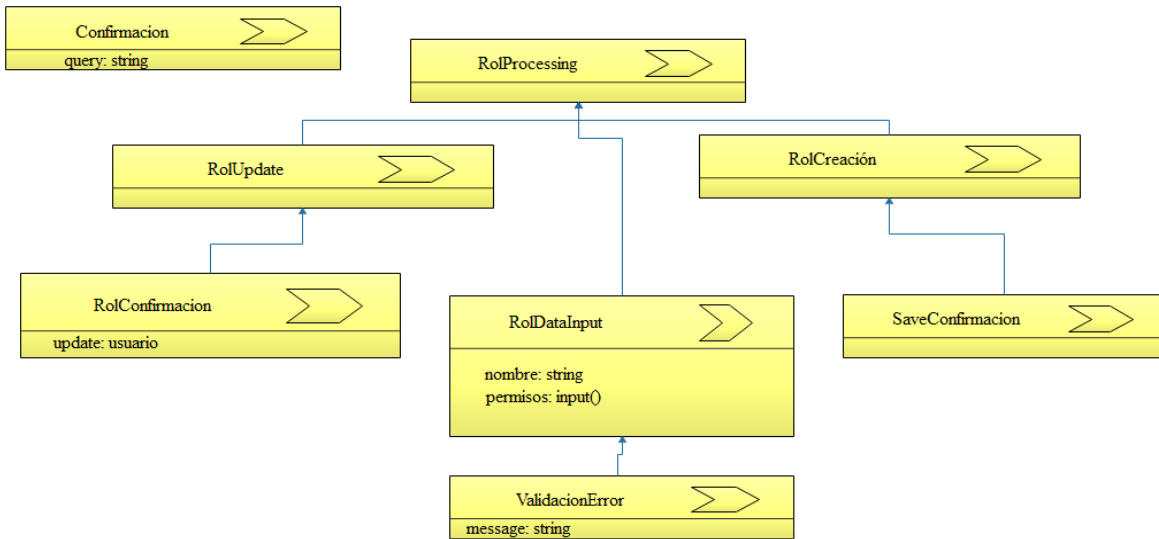 Confirmacion
query: string
RolProcessing
RolUpdate
RolCreación
RolConfirmacion
update: usuario
RolDataInput
nombre: string
permisos: input()
SaveConfirmacion
ValidacionError
message: string